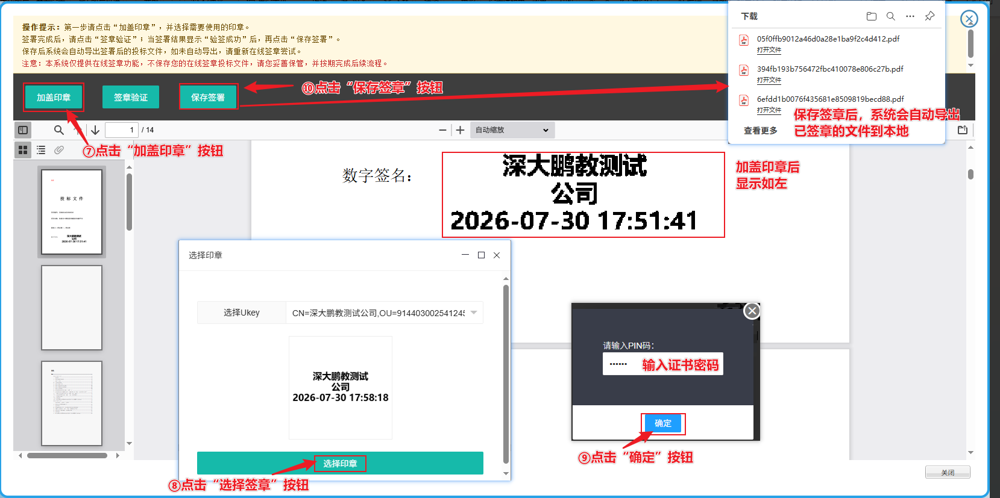 操作提示：第一步请点击“加盖印章”，并选择需要使用的印章。
签署完成后，请点击“签章验证”；当签署结果显示“验签成功”后，再点击“保存签署”。
保存后系统会自动导出签署后的投标文件，如未自动导出，请重新在线签章尝试。
注意：本系统仅提供在线签章功能，不保存您的在线签章投标文件，请您妥善保管，并按期完成后续流程。
加盖印章
签章验证
保存签署
⑩点击“保存签章”按钮
下载
05f0ffb9012a46d0a28e1ba9f2c4d412.pdf
打开文件
394fb193b756472fbc410078e806c27b.pdf
打开文件
6efdd1b0076f435681e8509819becd88.pdf
打开文件
查看更多
保存签章后，系统会自动导出
已签章的文件到本地
1 / 14
自动缩放
⑦点击“加盖印章”按钮
数字签名：
深大鹏教测试
公司
2026-07-30 17:51:41
加盖印章后
显示如左
投标文件
深大鹏教测试
公司
2026-07-30 17:51:41
选择印章
选择Ukey
CN=深大鹏教测试公司,OU=91440300254124
深大鹏教测试
公司
2026-07-30 17:58:18
选择印章
⑧点击“选择签章”按钮
请输入PIN码：
••••••
输入证书密码
确定
⑨点击“确定”按钮
关闭